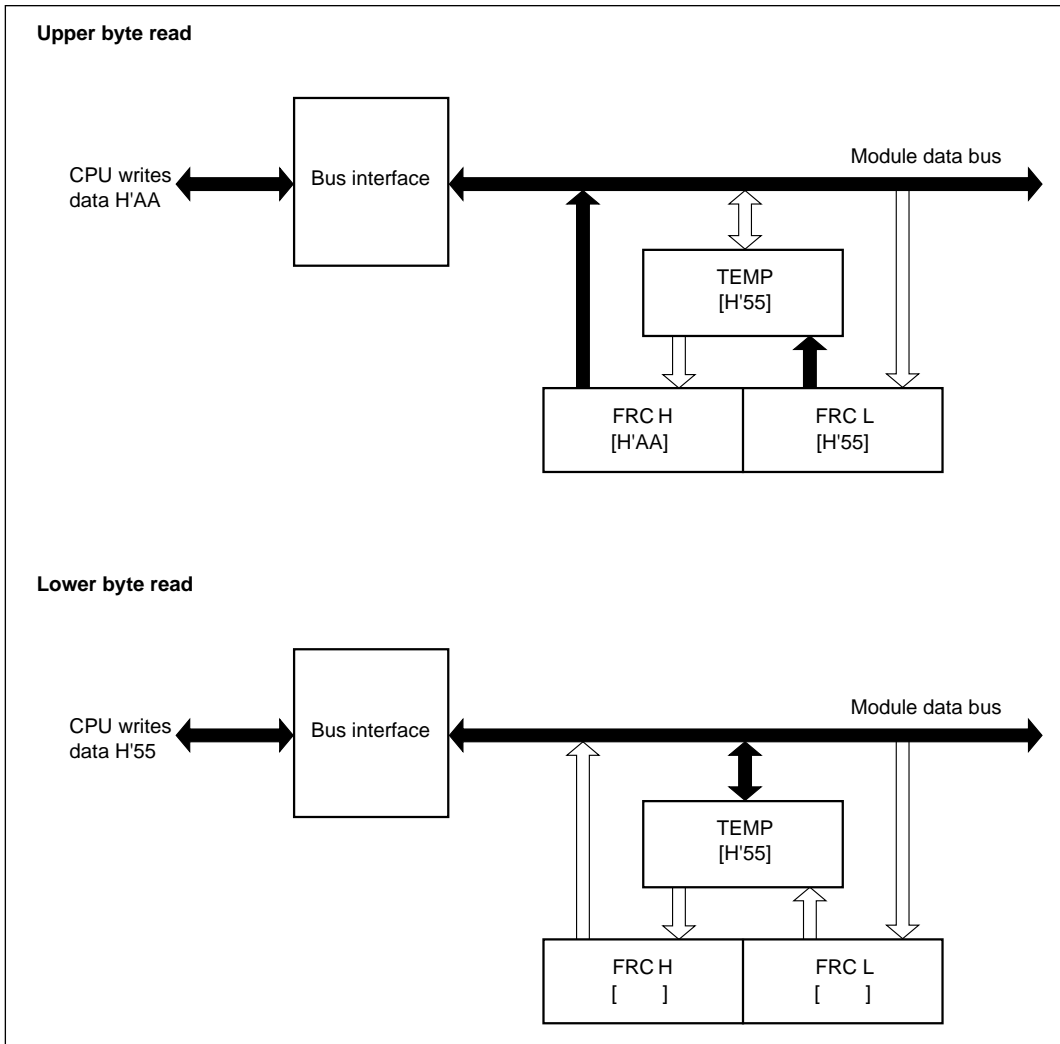 Upper byte read
Module data bus
CPU writes
data H'AA
Bus interface
TEMP
[H'55]
FRC H
[H'AA]
FRC L
[H'55]
Lower byte read
Module data bus
CPU writes
data H'55
Bus interface
TEMP
[H'55]
FRC H
[ ]
FRC L
[ ]